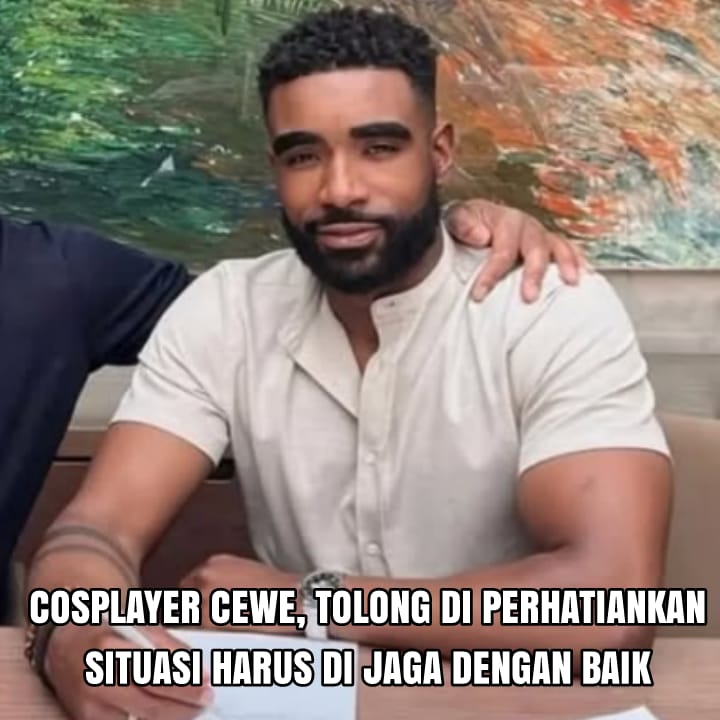 COSPLAYER CEWE, TOLONG DI PERHATIANKAN
SITUASI HARUS DI JAGA DENGAN BAIK